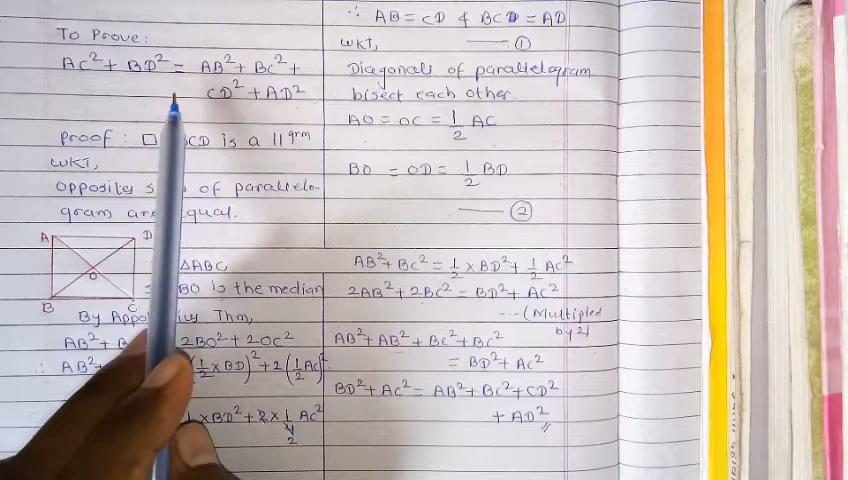 To Prove:
AC² + BD² = AB² + BC² +
CD² + AD²
Proof : □ BCD is a ||grm
WKT,
Opposite of parallelo-
gram are qual.
A D
O
B C
ΔABC
BO is the median
By Thm,
AB² + 2BO² + 2OC²
∴ AB² + (1/2 × BD)² + 2(1/2 AC)²
× BD² + 2 × 1/4 AC²
2
∴ AB = CD & BC = AD
WKT, —— ①
Diagonals of parallelogram
bisect each other.
AO = OC = 1/2 AC
BO = OD = 1/2 BD
—— ②
AB² + BC² = 1/2 × BD² + 1/2 AC²
2AB² + 2BC² = BD² + AC²
---(Multipled
by 2)
AB² + AB² + BC² + BC²
= BD² + AC²
BD² + AC² = AB² + BC² + CD²
+ AD² //